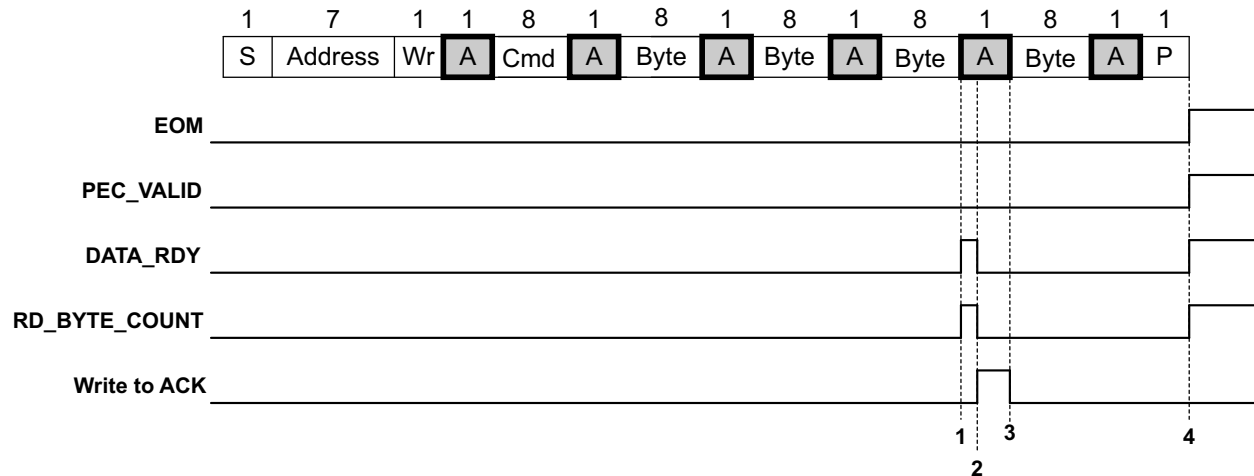 1 7 1 1 8 1 8 1 8 1 8 1 8 1 1
S Address Wr A Cmd A Byte A Byte A Byte A Byte A P
EOM
PEC_VALID
DATA_RDY
RD_BYTE_COUNT
Write to ACK
1 3 4
2